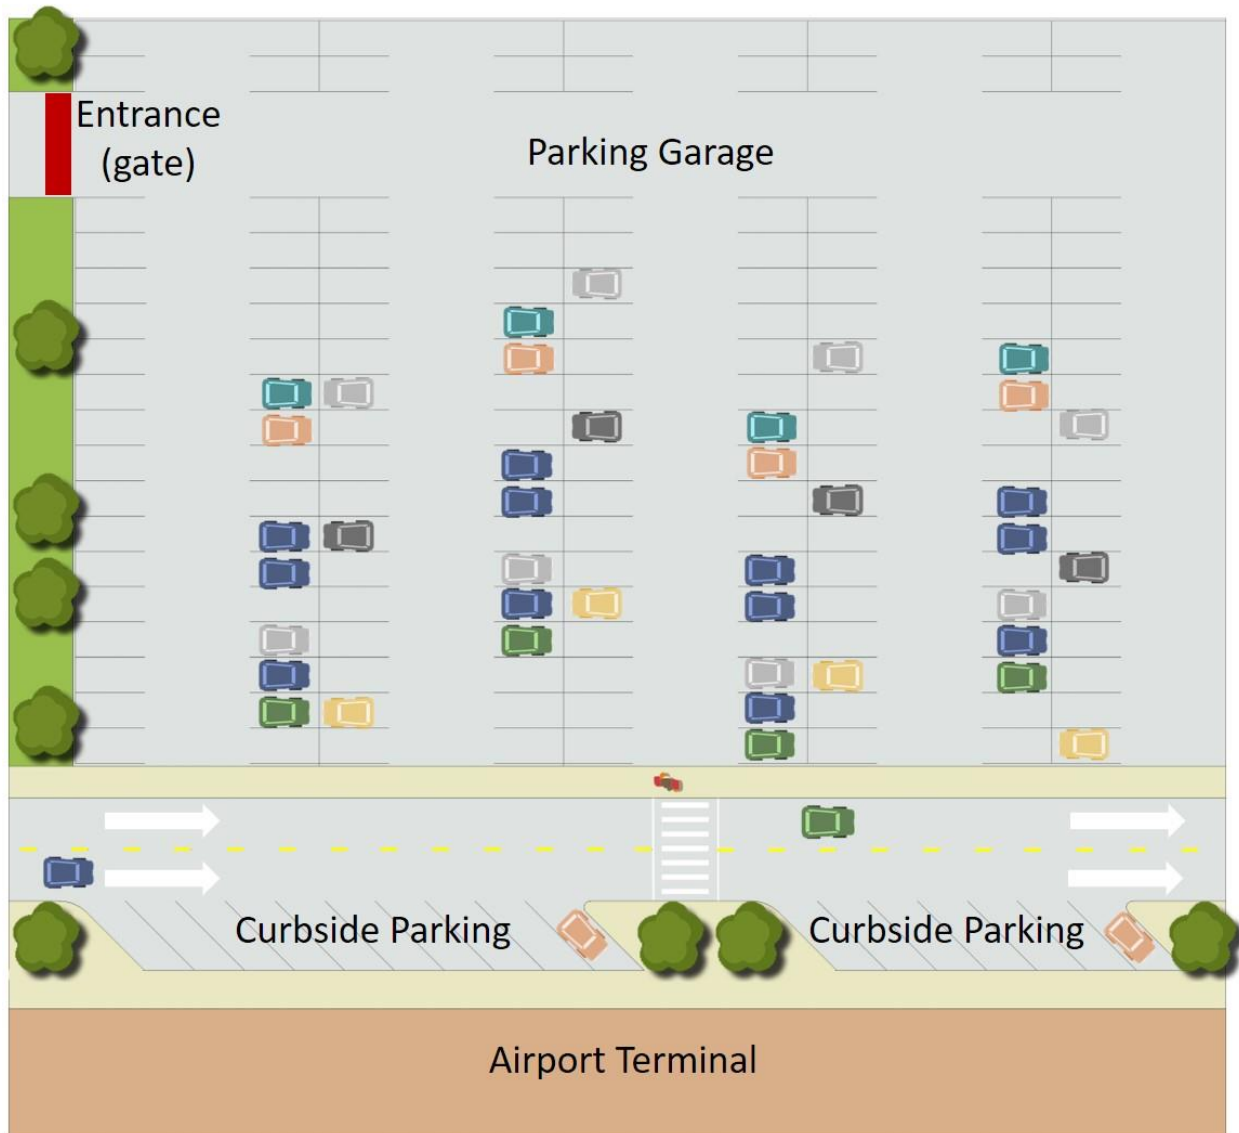 Entrance
(gate)
Parking Garage
Curbside Parking
Curbside Parking
Airport Terminal